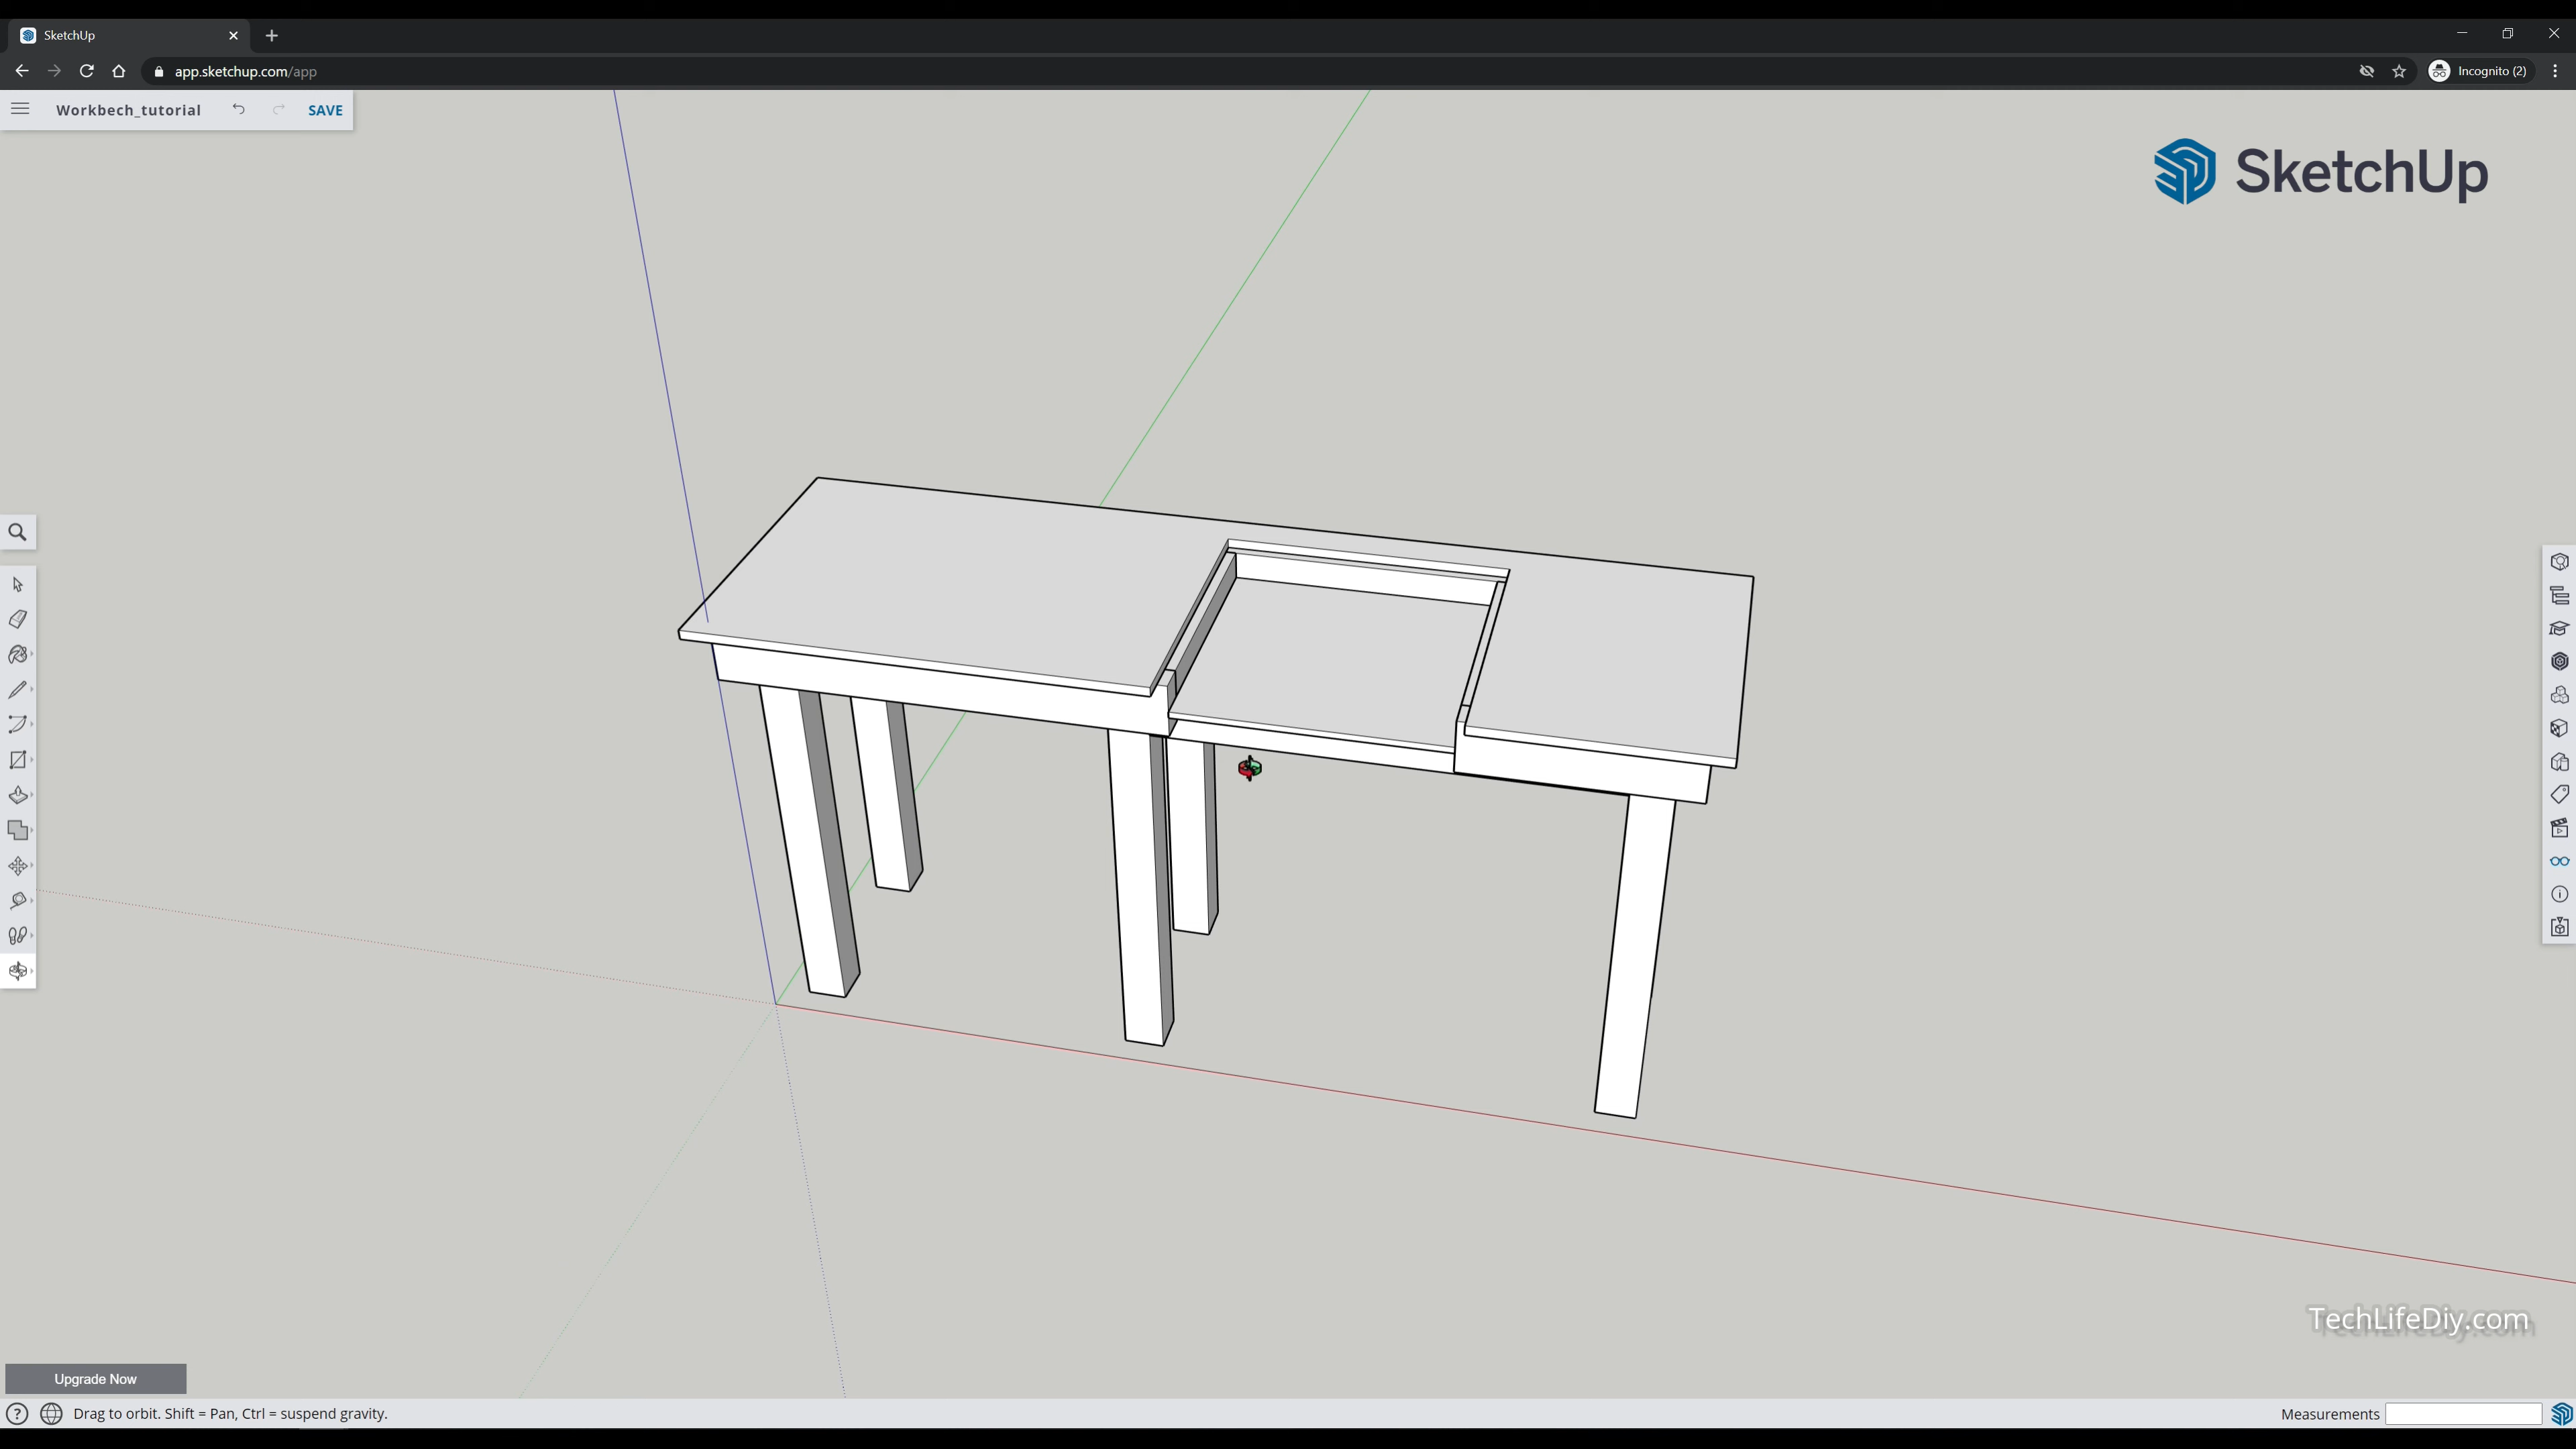 SketchUp
app.sketchup.com/app
Incognito (2)
Workbech_tutorial
SAVE
SketchUp
TechLifeDiy.com
Upgrade Now
Drag to orbit. Shift = Pan, Ctrl = suspend gravity.
Measurements